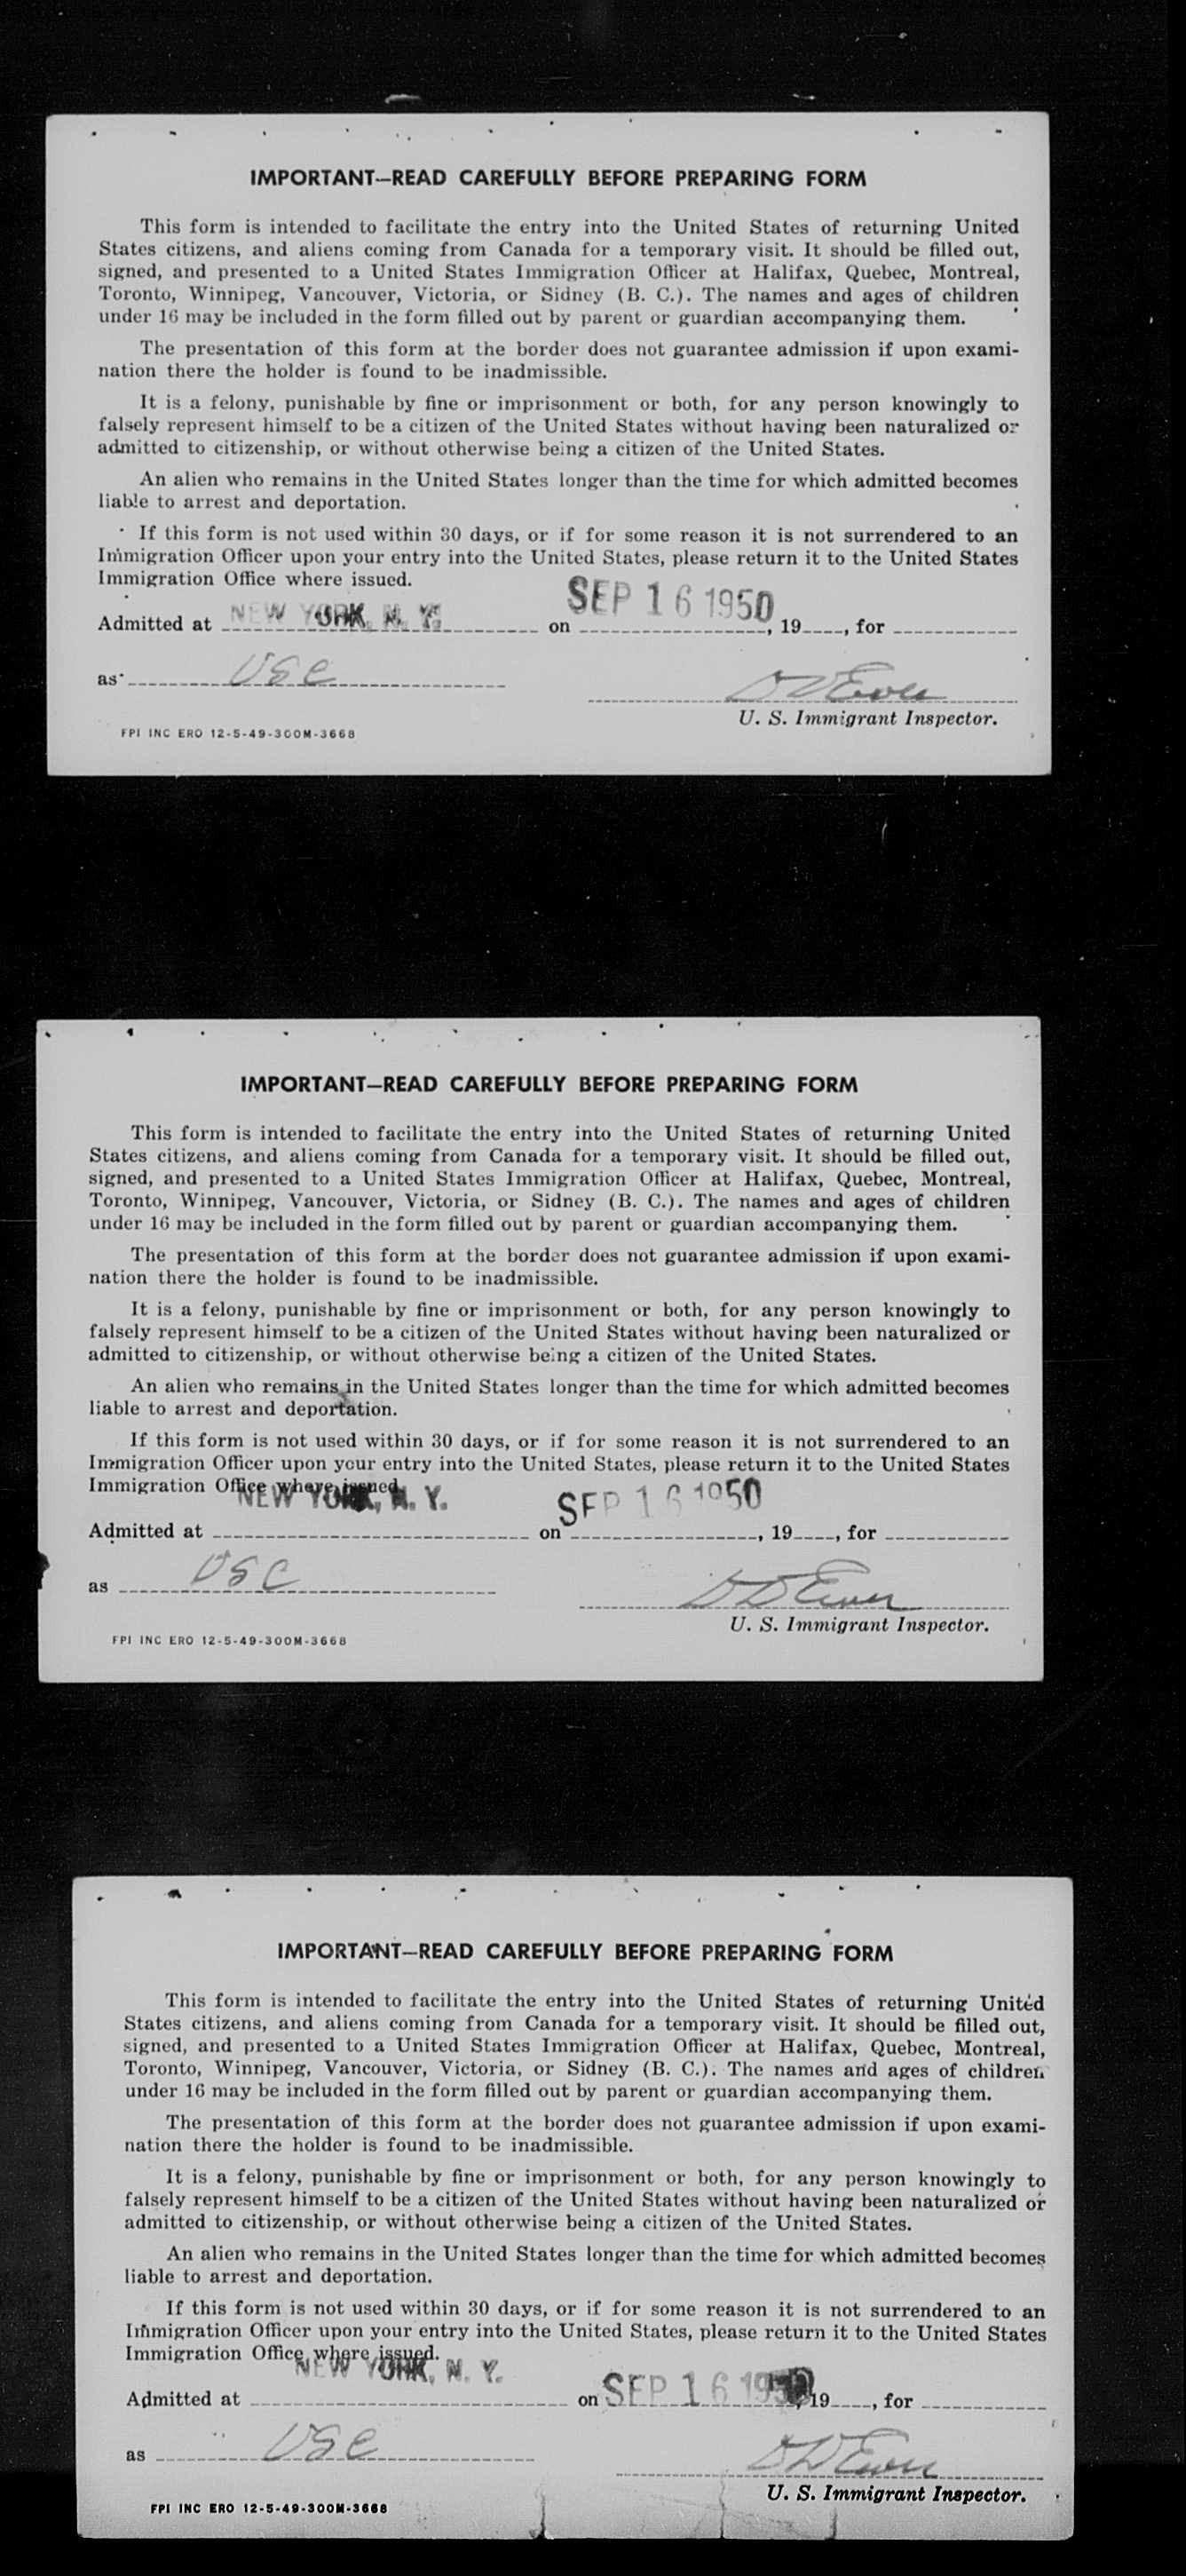 IMPORTANT—READ CAREFULLY BEFORE PREPARING FORM
This form is intended to facilitate the entry into the United States of returning United
States citizens, and aliens coming from Canada for a temporary visit. It should be filled out,
signed, and presented to a United States Immigration Officer at Halifax, Quebec, Montreal,
Toronto, Winnipeg, Vancouver, Victoria, or Sidney (B. C.). The names and ages of children
under 16 may be included in the form filled out by parent or guardian accompanying them.
The presentation of this form at the border does not guarantee admission if upon exami-
nation there the holder is found to be inadmissible.
It is a felony, punishable by fine or imprisonment or both, for any person knowingly to
falsely represent himself to be a citizen of the United States without having been naturalized or
admitted to citizenship, or without otherwise being a citizen of the United States.
An alien who remains in the United States longer than the time for which admitted becomes
liable to arrest and deportation.
If this form is not used within 30 days, or if for some reason it is not surrendered to an
Immigration Officer upon your entry into the United States, please return it to the United States
Immigration Office where issued.
Admitted at NEW YORK, N. Y. on SEP 16 1950, 19____, for
as USC
U. S. Immigrant Inspector.
FPI INC ERO 12-5-49-300M-3668
IMPORTANT—READ CAREFULLY BEFORE PREPARING FORM
This form is intended to facilitate the entry into the United States of returning United
States citizens, and aliens coming from Canada for a temporary visit. It should be filled out,
signed, and presented to a United States Immigration Officer at Halifax, Quebec, Montreal,
Toronto, Winnipeg, Vancouver, Victoria, or Sidney (B. C.). The names and ages of children
under 16 may be included in the form filled out by parent or guardian accompanying them.
The presentation of this form at the border does not guarantee admission if upon exami-
nation there the holder is found to be inadmissible.
It is a felony, punishable by fine or imprisonment or both, for any person knowingly to
falsely represent himself to be a citizen of the United States without having been naturalized or
admitted to citizenship, or without otherwise being a citizen of the United States.
An alien who remains in the United States longer than the time for which admitted becomes
liable to arrest and deportation.
If this form is not used within 30 days, or if for some reason it is not surrendered to an
Immigration Officer upon your entry into the United States, please return it to the United States
Immigration Office where issued.
NEW YORK, N. Y. SEP 16 1950
Admitted at on , 19____, for
as USC
U. S. Immigrant Inspector.
FPI INC ERO 12-5-49-300M-3668
IMPORTANT—READ CAREFULLY BEFORE PREPARING FORM
This form is intended to facilitate the entry into the United States of returning United
States citizens, and aliens coming from Canada for a temporary visit. It should be filled out,
signed, and presented to a United States Immigration Officer at Halifax, Quebec, Montreal,
Toronto, Winnipeg, Vancouver, Victoria, or Sidney (B. C.). The names and ages of children
under 16 may be included in the form filled out by parent or guardian accompanying them.
The presentation of this form at the border does not guarantee admission if upon exami-
nation there the holder is found to be inadmissible.
It is a felony, punishable by fine or imprisonment or both, for any person knowingly to
falsely represent himself to be a citizen of the United States without having been naturalized or
admitted to citizenship, or without otherwise being a citizen of the United States.
An alien who remains in the United States longer than the time for which admitted becomes
liable to arrest and deportation.
If this form is not used within 30 days, or if for some reason it is not surrendered to an
Immigration Officer upon your entry into the United States, please return it to the United States
Immigration Office where issued.
NEW YORK, N. Y.
Admitted at on SEP 16 1950, 19____, for
as USC
U. S. Immigrant Inspector.
FPI INC ERO 12-5-49-300M-3668